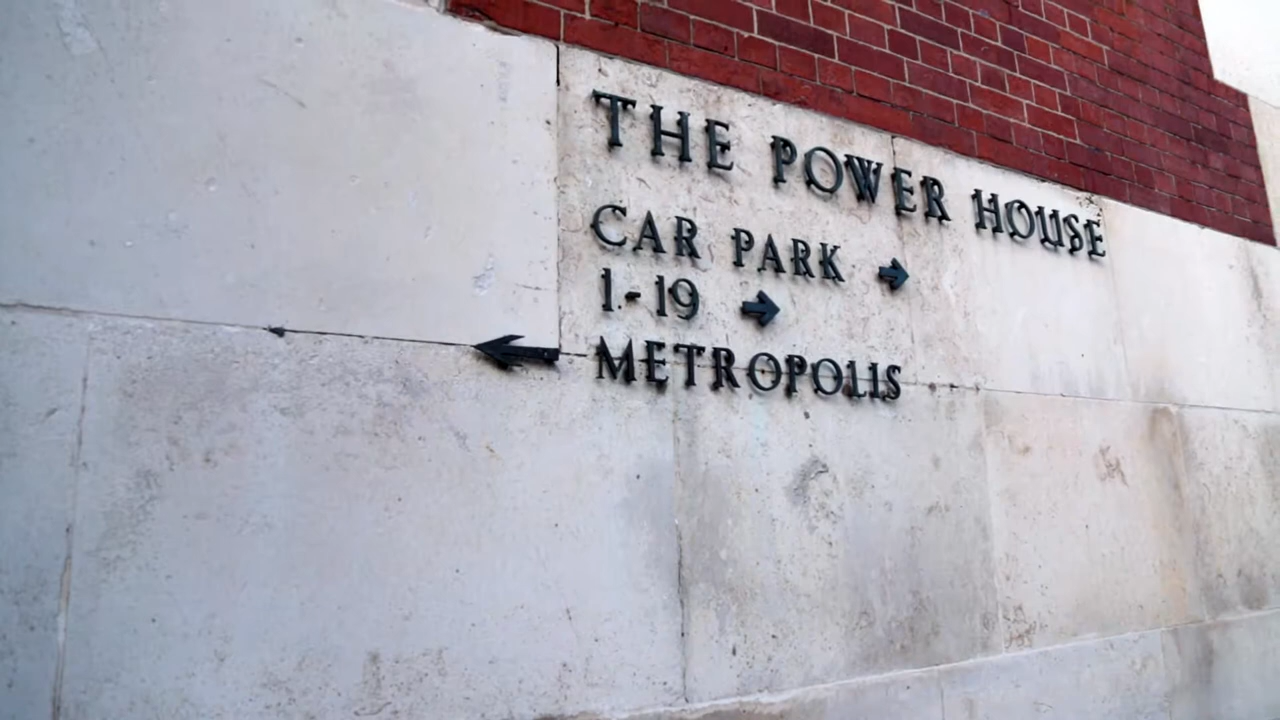 THE POWER HOUSE
CAR PARK →
1-19 →
← METROPOLIS